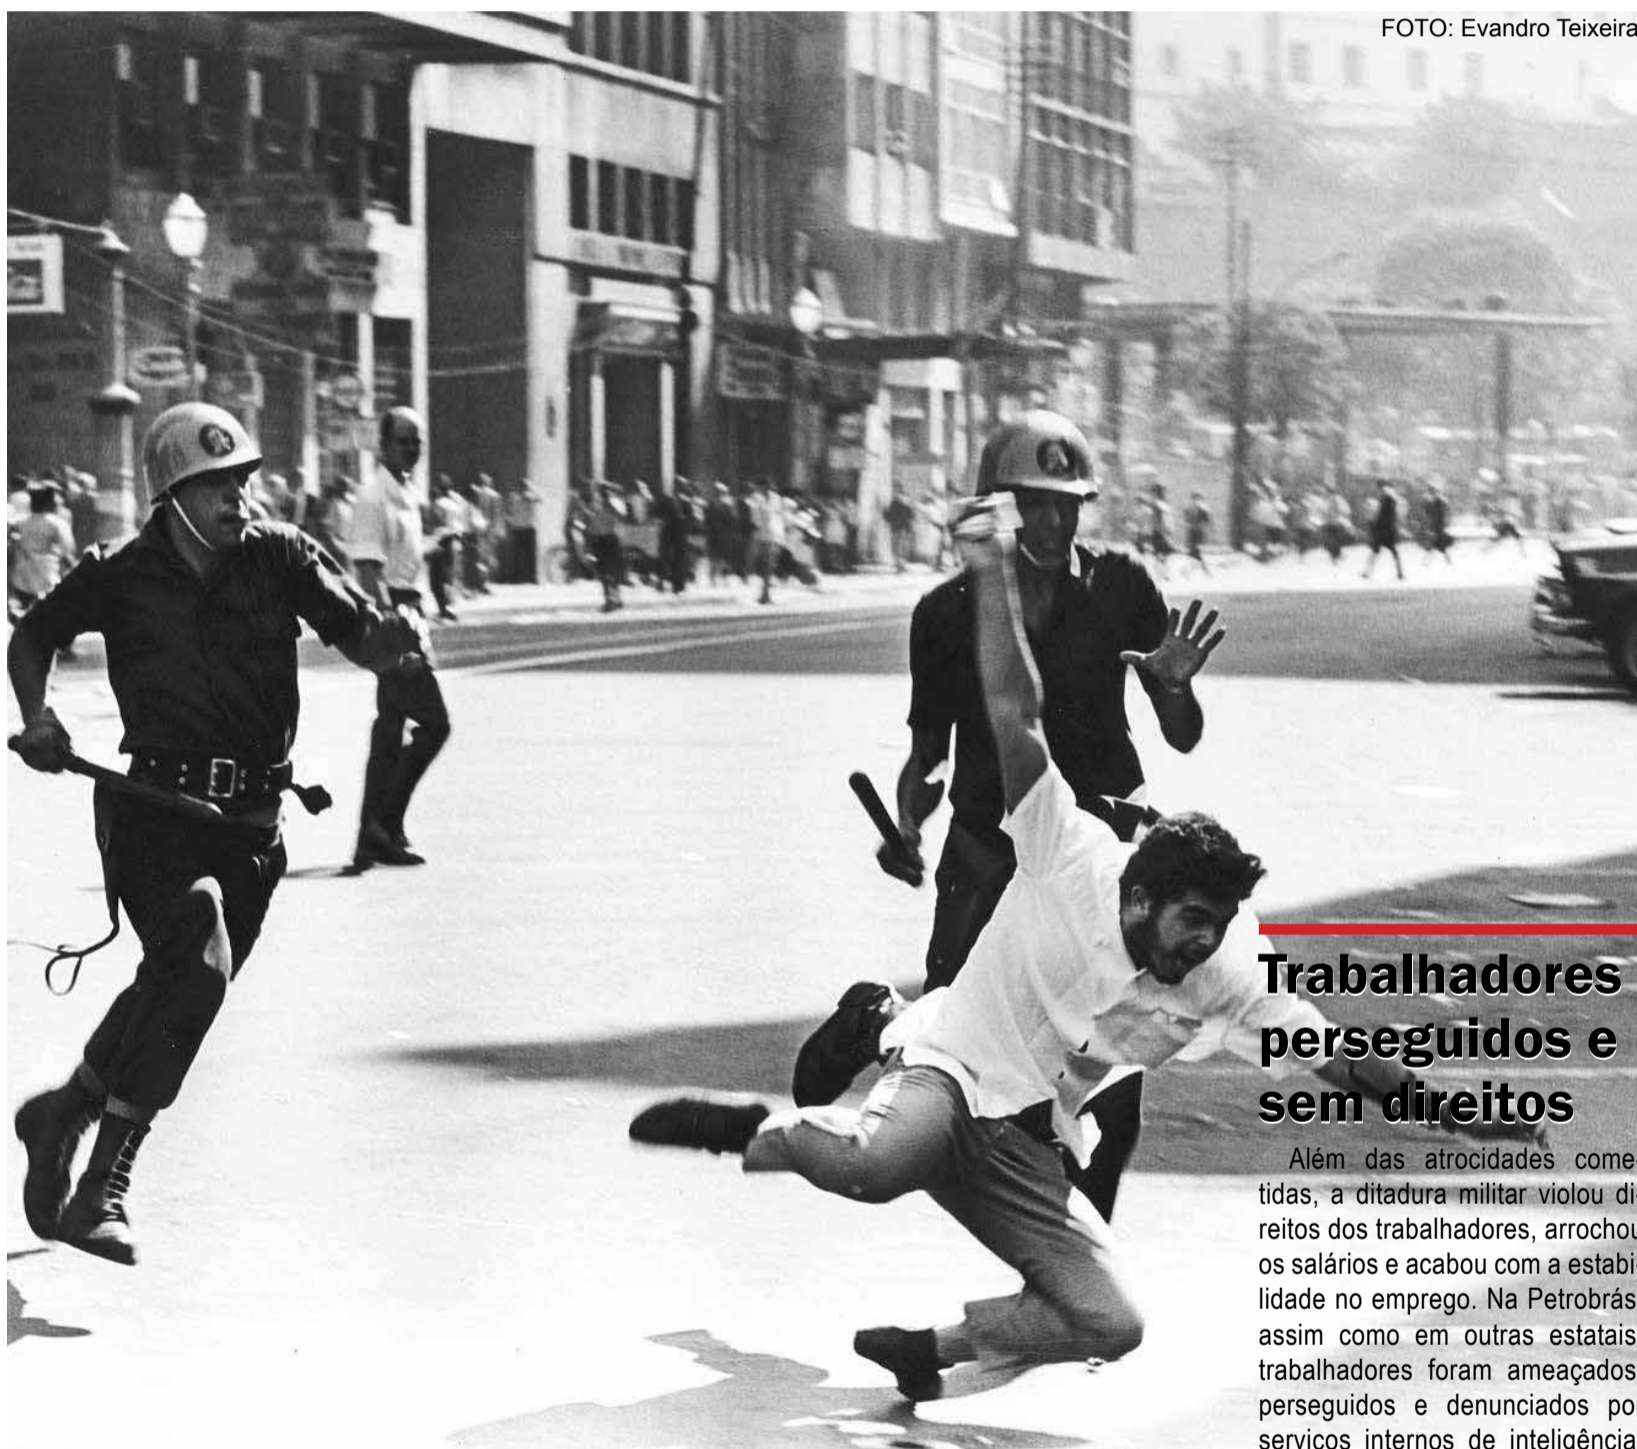 FOTO: Evandro Teixeira
Trabalhadores
perseguidos e
sem direitos
Além das atrocidades come
tidas, a ditadura militar violou di-
reitos dos trabalhadores, arrochou
os salários e acabou com a estabi-
lidade no emprego. Na Petrobrás
assim como em outras estatais
trabalhadores foram ameaçados
perseguidos e denunciados po
serviços internos de inteligência